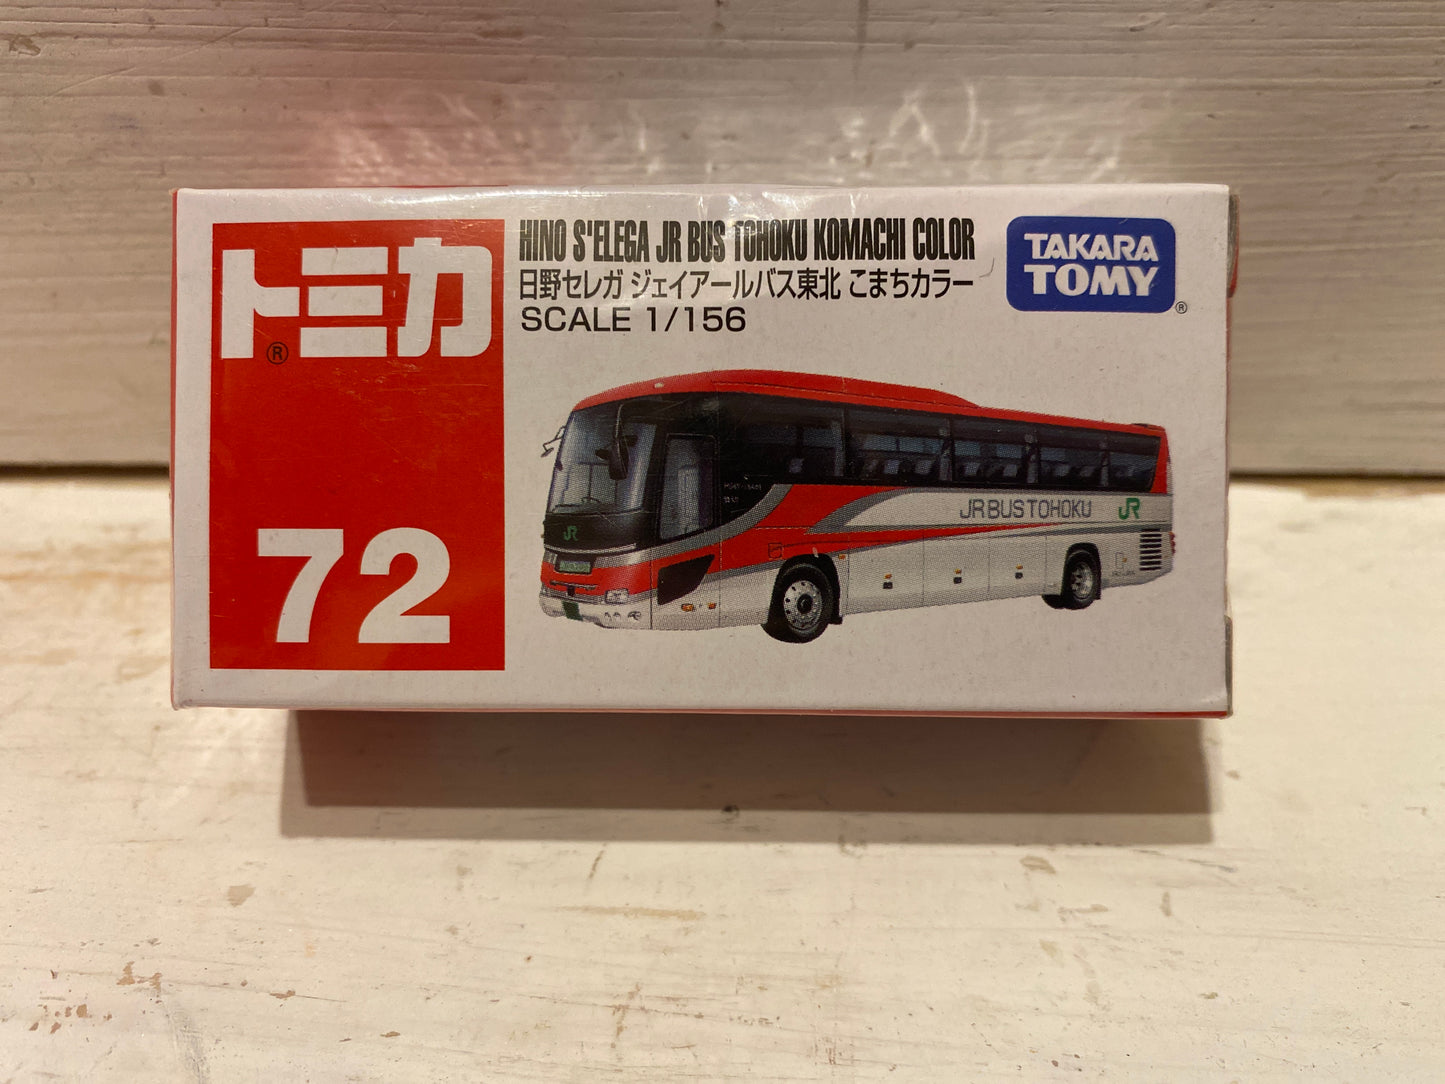 トミカ
®
72
HINO S'ELEGA JR BUS TOHOKU KOMACHI COLOR
日野セレガ ジェイアールバス東北 こまちカラー
SCALE 1/156
TAKARA
TOMY
®
JR BUS TOHOKU JR
JR